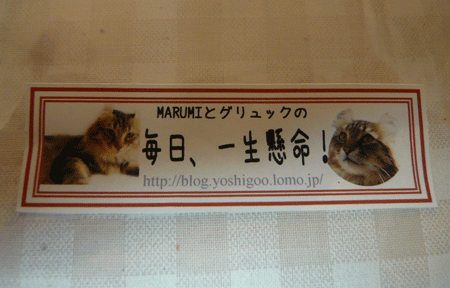 MARUMIとグリュックの
毎日、一生懸命！
http://blog.yoshigoo.lomo.jp/